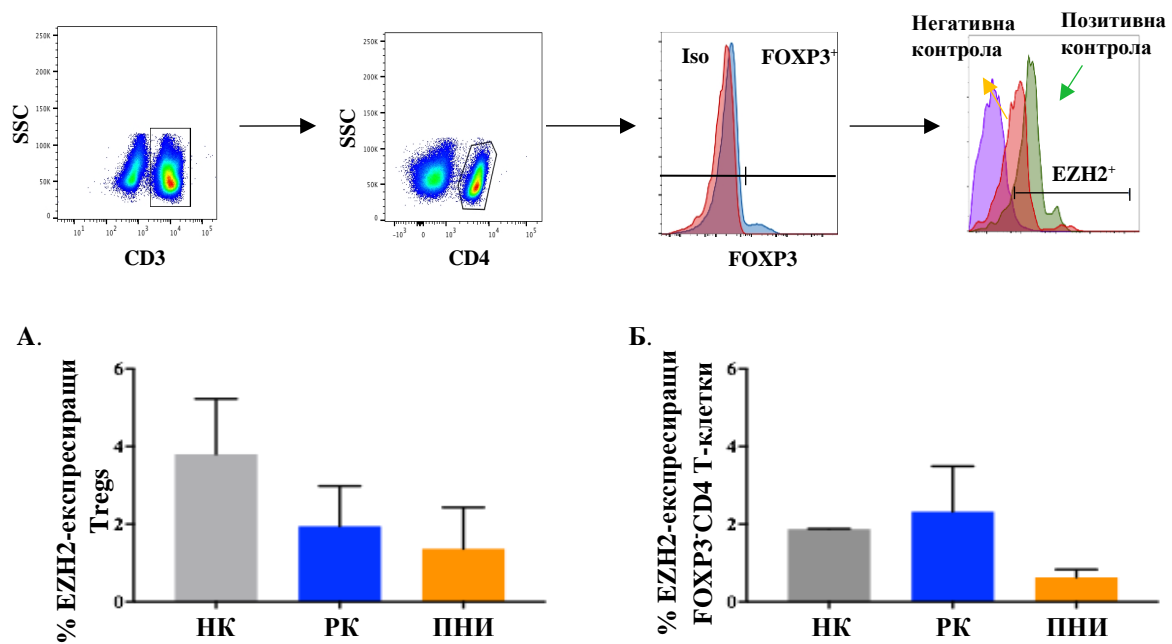 Негативна
контрола
Позитивна
контрола
250K
200K
150K
100K
50K
0
SSC
10¹ 10² 10³ 10⁴ 10⁵
CD3
250K
200K
150K
100K
50K
0
SSC
-10³ 0 10³ 10⁴ 10⁵
CD4
Iso FOXP3⁺
FOXP3
EZH2⁺
А.
% EZH2-експресиращи
Tregs
6
4
2
0
НК РК ПНИ
Б.
% EZH2-експресиращи
FOXP3⁻CD4 Т-клетки
6
4
2
0
НК РК ПНИ